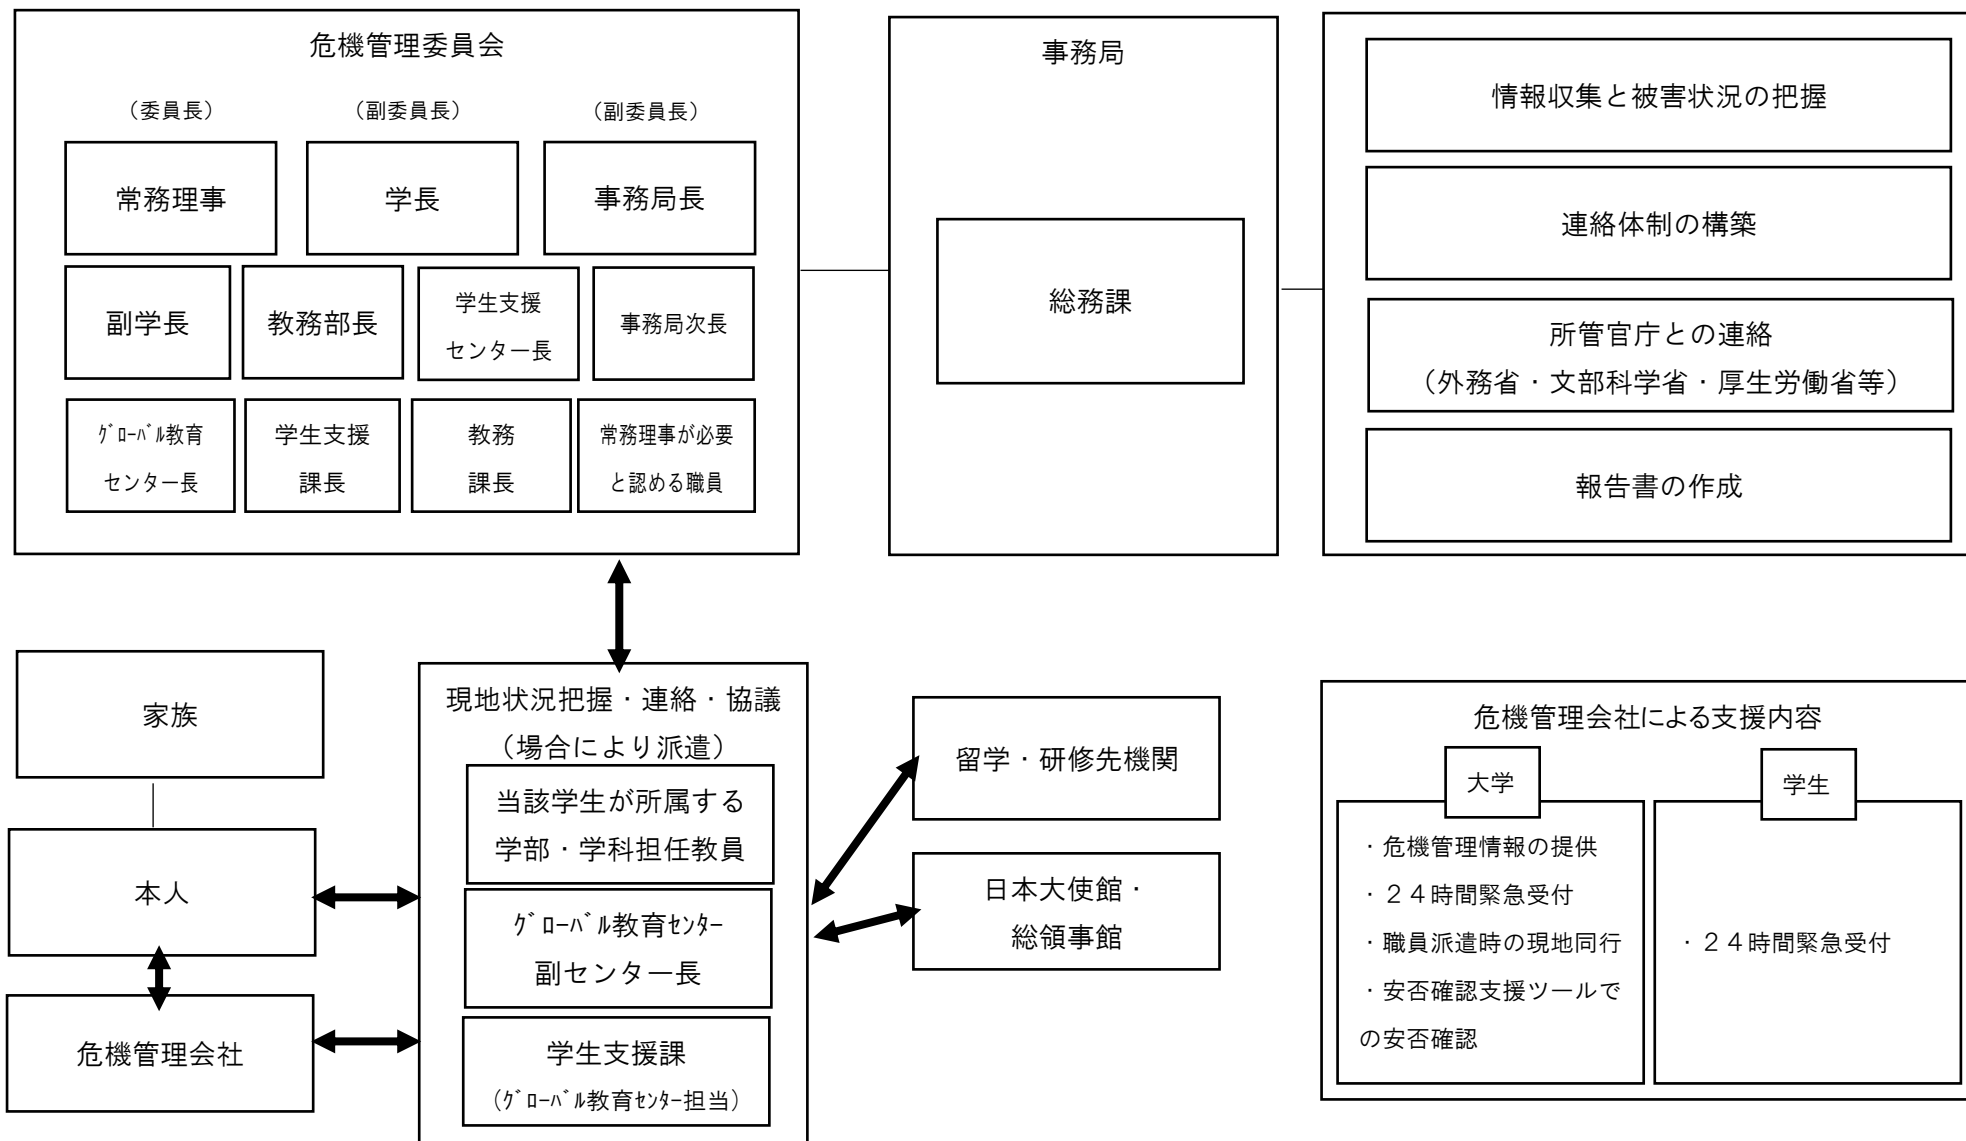 危機管理委員会
（委員長）
（副委員長）
（副委員長）
常務理事
学長
事務局長
副学長
教務部長
学生支援
センター長
事務局次長
ｸﾞﾛｰﾊﾞﾙ教育
センター長
学生支援
課長
教務
課長
常務理事が必要
と認める職員
事務局
総務課
情報収集と被害状況の把握
連絡体制の構築
所管官庁との連絡
（外務省・文部科学省・厚生労働省等）
報告書の作成
家族
本人
危機管理会社
現地状況把握・連絡・協議
（場合により派遣）
当該学生が所属する
学部・学科担任教員
ｸﾞﾛｰﾊﾞﾙ教育ｾﾝﾀｰ
副センター長
学生支援課
（ｸﾞﾛｰﾊﾞﾙ教育ｾﾝﾀｰ担当）
留学・研修先機関
日本大使館・
総領事館
危機管理会社による支援内容
大学
・危機管理情報の提供
・２４時間緊急受付
・職員派遣時の現地同行
・安否確認支援ツールで
の安否確認
学生
・２４時間緊急受付